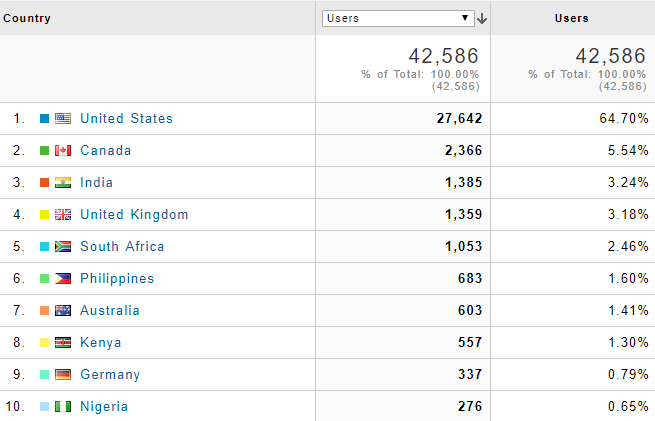 Country Users Users
42,586 42,586
% of Total: 100.00% % of Total: 100.00%
(42,586) (42,586)
1. United States 27,642 64.70%
2. Canada 2,366 5.54%
3. India 1,385 3.24%
4. United Kingdom 1,359 3.18%
5. South Africa 1,053 2.46%
6. Philippines 683 1.60%
7. Australia 603 1.41%
8. Kenya 557 1.30%
9. Germany 337 0.79%
10. Nigeria 276 0.65%